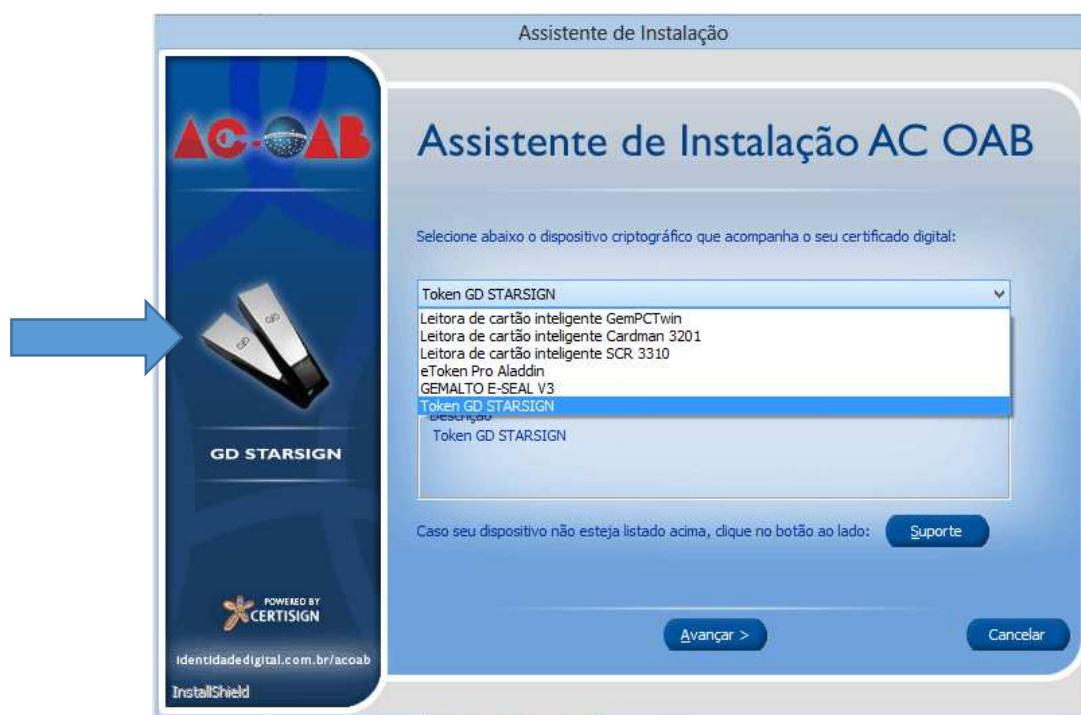 Assistente de Instalação
AC-OAB
Assistente de Instalação AC OAB
Selecione abaixo o dispositivo criptográfico que acompanha o seu certificado digital:
Token GD STARSIGN
Leitora de cartão inteligente GemPCTwin
Leitora de cartão inteligente Cardman 3201
Leitora de cartão inteligente SCR 3310
eToken Pro Aladdin
GEMALTO E-SEAL V3
Token GD STARSIGN
Descrição
Token GD STARSIGN
GD STARSIGN
Caso seu dispositivo não esteja listado acima, clique no botão ao lado:
Suporte
POWERED BY
CERTISIGN
identidadedigital.com.br/acoab
InstallShield
Avançar >
Cancelar